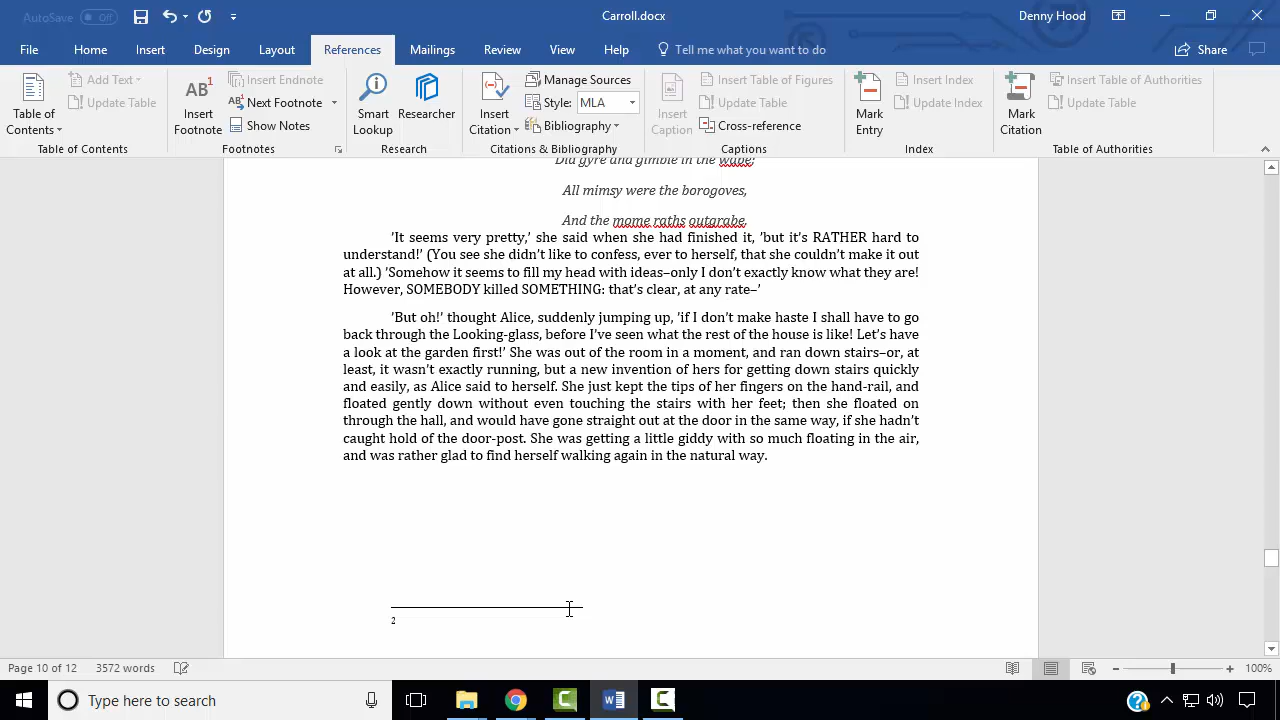 AutoSave Off
Carroll.docx
Denny Hood
File Home Insert Design Layout References Mailings Review View Help Tell me what you want to do Share
Table of Contents
Add Text
Update Table
Table of Contents
AB1 Insert Footnote
Insert Endnote
AB1 Next Footnote
Show Notes
Footnotes
Smart Lookup
Researcher
Research
Insert Citation
Manage Sources
Style: MLA
Bibliography
Citations & Bibliography
Insert Caption
Insert Table of Figures
Update Table
Cross-reference
Captions
Mark Entry
Insert Index
Update Index
Index
Mark Citation
Insert Table of Authorities
Update Table
Table of Authorities
Did gyre and gimble in the wabe;
All mimsy were the borogoves,
And the mome raths outgrabe.
'It seems very pretty,' she said when she had finished it, 'but it's RATHER hard to
understand!' (You see she didn't like to confess, ever to herself, that she couldn't make it out
at all.) 'Somehow it seems to fill my head with ideas–only I don't exactly know what they are!
However, SOMEBODY killed SOMETHING: that's clear, at any rate–'
'But oh!' thought Alice, suddenly jumping up, 'if I don't make haste I shall have to go
back through the Looking-glass, before I've seen what the rest of the house is like! Let's have
a look at the garden first!' She was out of the room in a moment, and ran down stairs–or, at
least, it wasn't exactly running, but a new invention of hers for getting down stairs quickly
and easily, as Alice said to herself. She just kept the tips of her fingers on the hand-rail, and
floated gently down without even touching the stairs with her feet; then she floated on
through the hall, and would have gone straight out at the door in the same way, if she hadn't
caught hold of the door-post. She was getting a little giddy with so much floating in the air,
and was rather glad to find herself walking again in the natural way.
2
Page 10 of 12 3572 words 100%
Type here to search